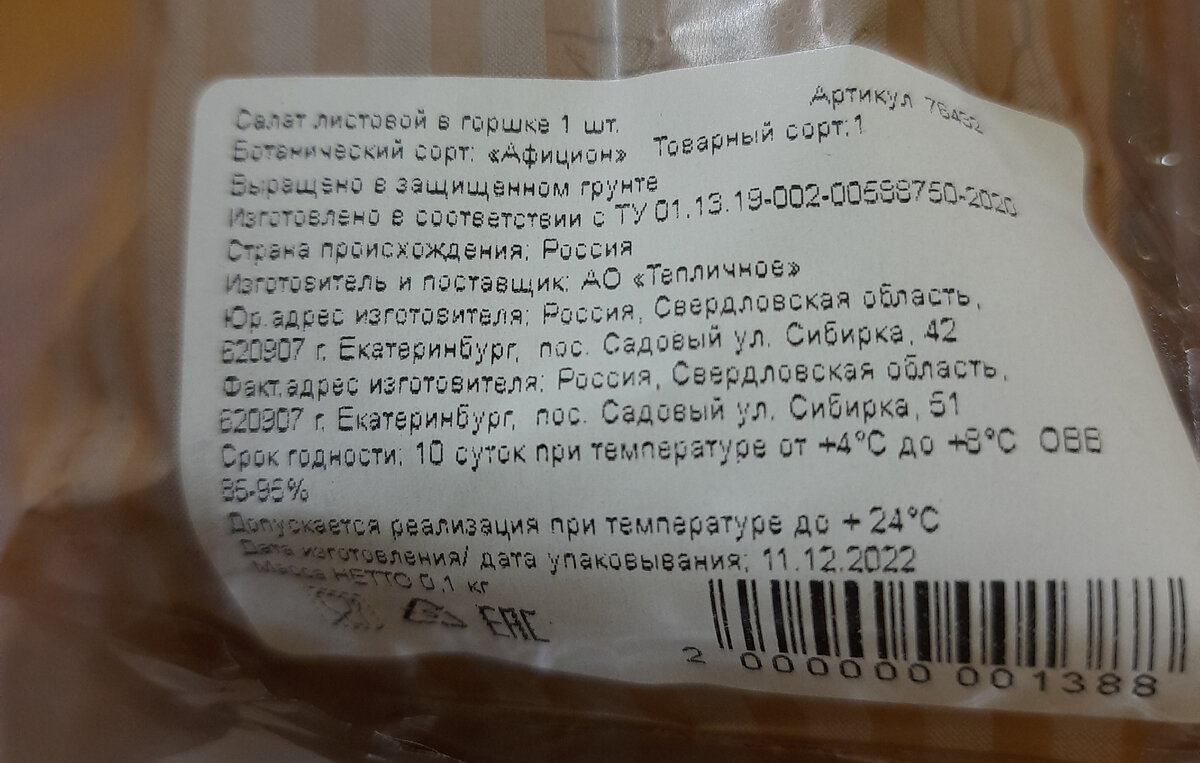 Артикул 76432
Салат листовой в горшке 1 шт.
Ботанический сорт: «Афицион» Товарный сорт:1
Выращено в защищенном грунте
Изготовлено в соответствии с ТУ 01.13.19-002-00688750-2020
Страна происхождения: Россия
Изготовитель и поставщик: АО «Тепличное»
Юр.адрес изготовителя: Россия, Свердловская область,
620907 г. Екатеринбург, пос. Садовый ул. Сибирка, 42
Факт.адрес изготовителя: Россия, Свердловская область,
620907 г. Екатеринбург, пос. Садовый ул. Сибирка, 51
Срок годности: 10 суток при температуре от +4°С до +8°С ОВВ
85-95%
Допускается реализация при температуре до + 24°С
Дата изготовления/ дата упаковывания: 11.12.2022
Масса НЕТТО 0,1 кг
EAC
2 000000 001388